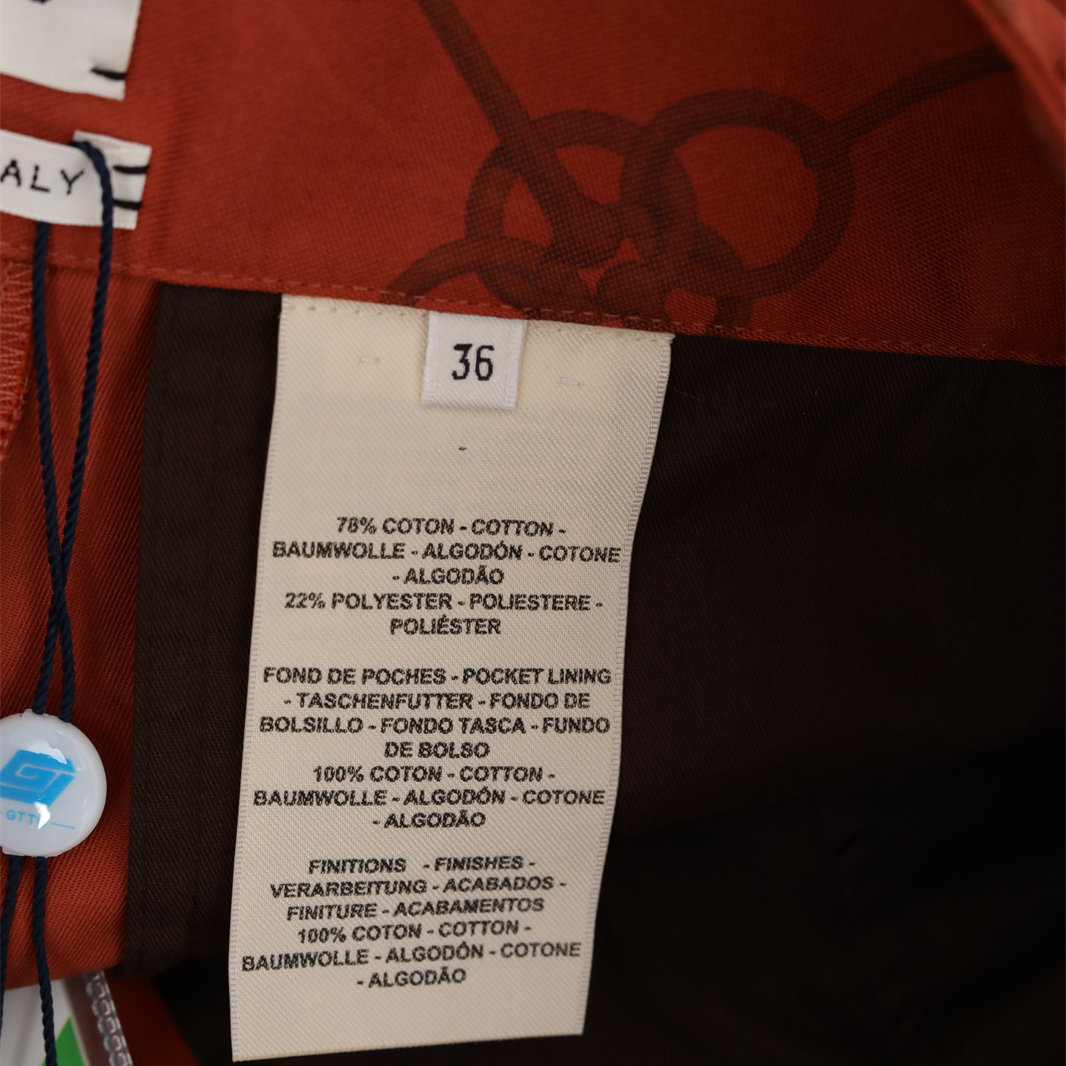 ALY
36
78% COTON - COTTON -
BAUMWOLLE - ALGODÓN - COTONE
- ALGODÃO
22% POLYESTER - POLIESTERE -
POLIÉSTER
FOND DE POCHES - POCKET LINING
- TASCHENFUTTER - FONDO DE
BOLSILLO - FONDO TASCA - FUNDO
DE BOLSO
100% COTON - COTTON -
BAUMWOLLE - ALGODÓN - COTONE
- ALGODÃO
FINITIONS - FINISHES -
VERARBEITUNG - ACABADOS -
FINITURE - ACABAMENTOS
100% COTON - COTTON -
BAUMWOLLE - ALGODÓN - COTONE
- ALGODÃO